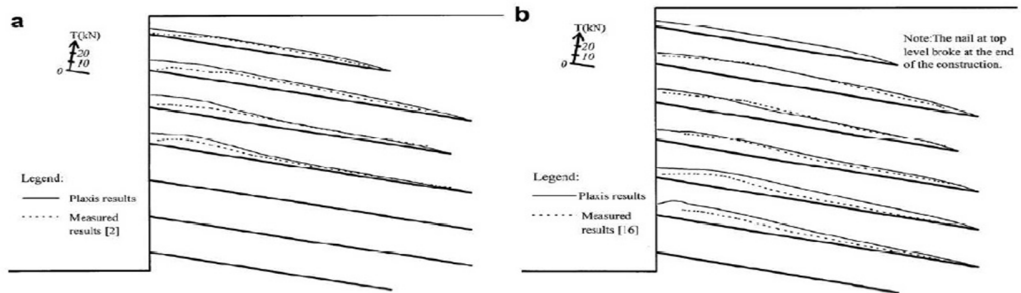 a
T(kN)
20
10
0
Legend:
Plaxis results
Measured
results [2]
b
T(kN)
20
10
0
Note:The nail at top
level broke at the end
of the construction.
Legend:
Plaxis results
Measured
results [16]